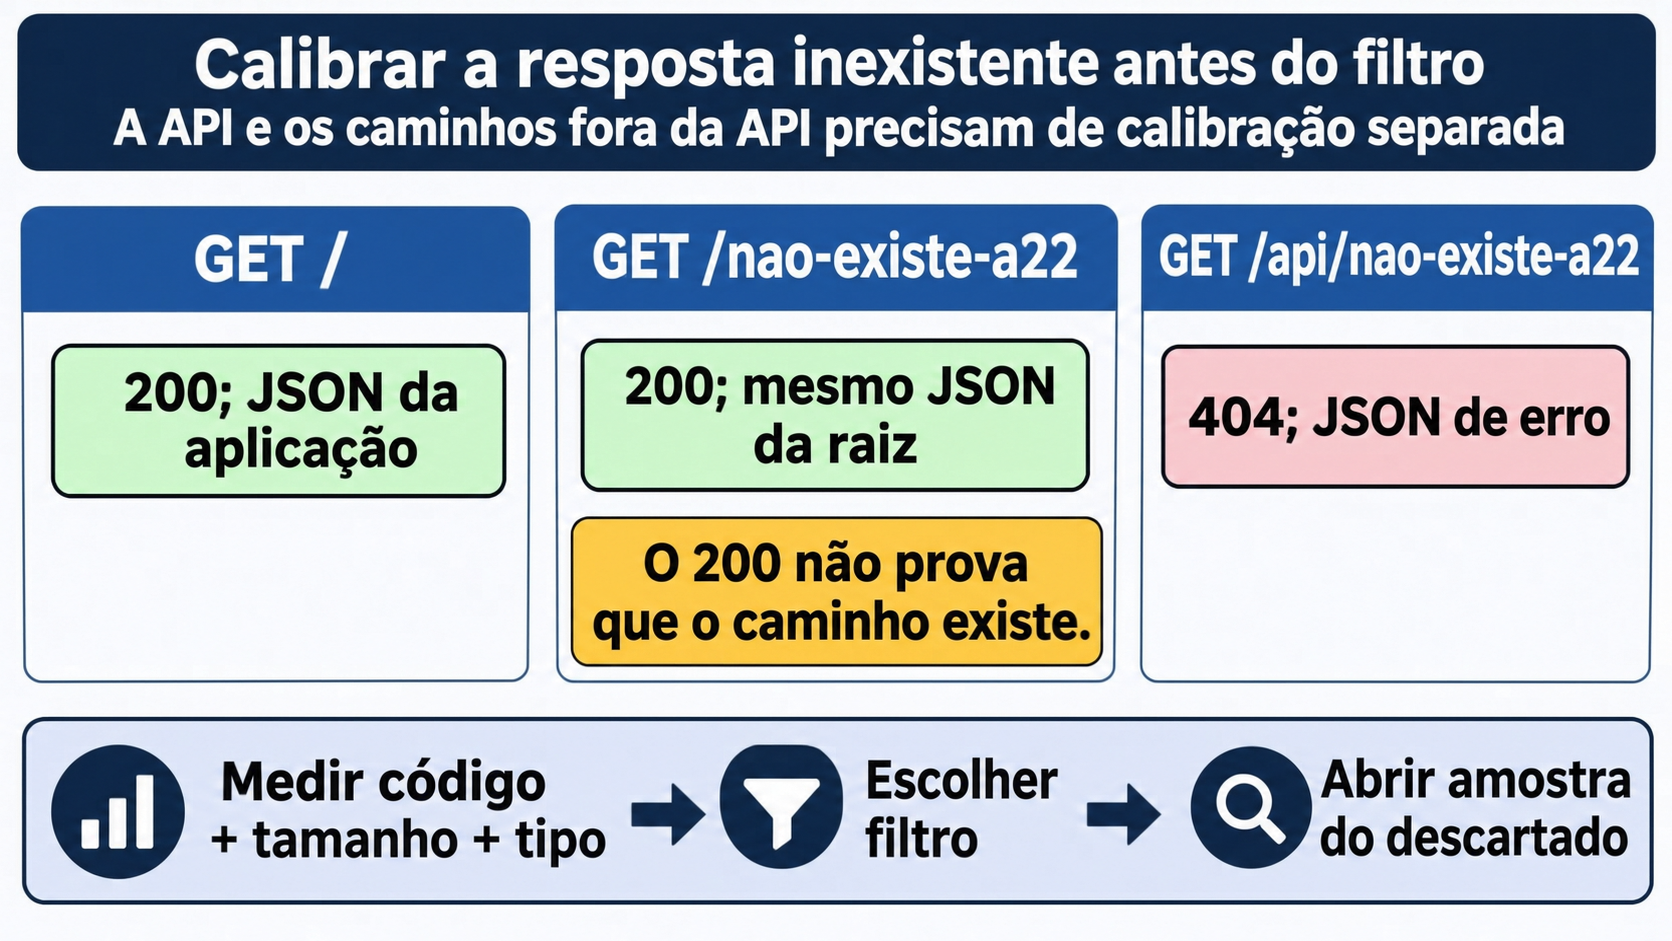 Calibrar a resposta inexistente antes do filtro
A API e os caminhos fora da API precisam de calibração separada
GET /
200; JSON da
aplicação
GET /nao-existe-a22
200; mesmo JSON
da raiz
O 200 não prova
que o caminho existe.
GET /api/nao-existe-a22
404; JSON de erro
Medir código
+ tamanho + tipo
Escolher
filtro
Abrir amostra
do descartado